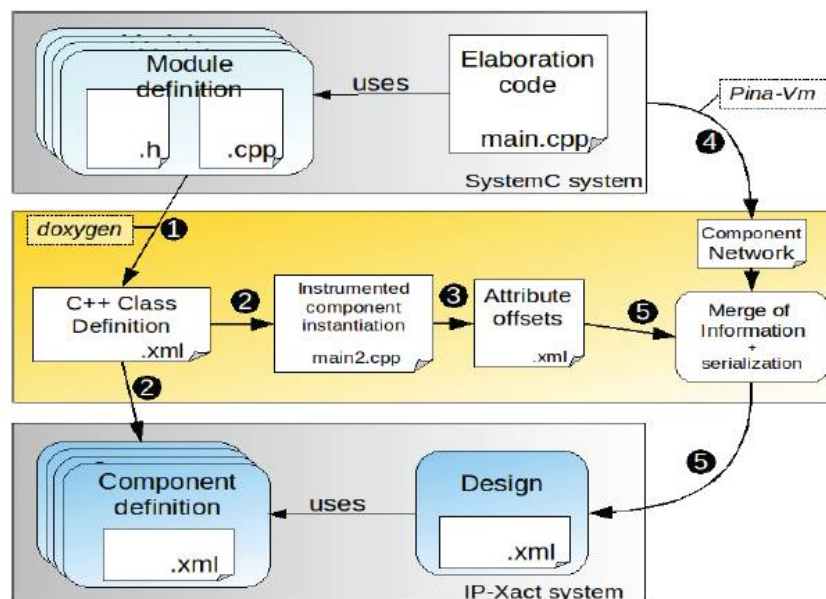 Module
definition
.h
.cpp
uses
Elaboration
code
main.cpp
SystemC system
Pina-Vm
4
doxygen
1
Component
Network
C++ Class
Definition
.xml
2
Instrumented
component
instantiation
main2.cpp
3
Attribute
offsets
.xml
5
Merge of
Information
+
serialization
2
5
Component
definition
.xml
uses
Design
.xml
IP-Xact system